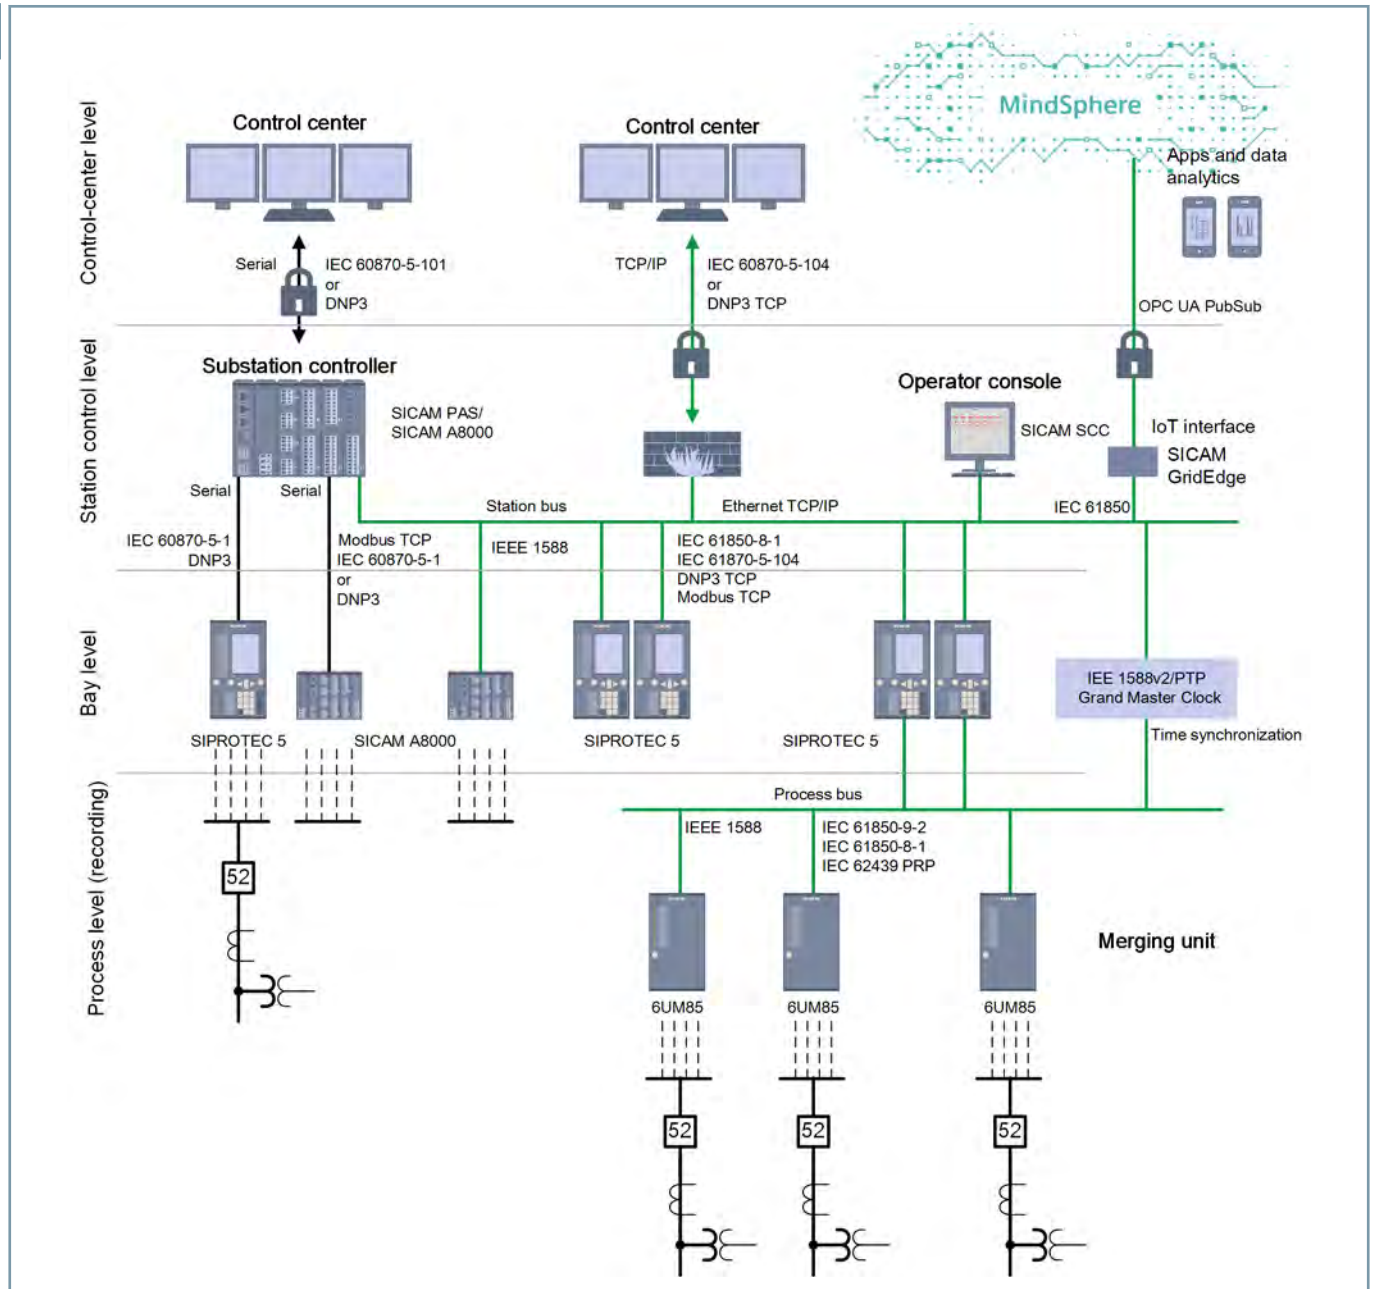 Control-center level
Control center
Control center
MindSphere
Apps and data
analytics
Serial
IEC 60870-5-101
or
DNP3
TCP/IP
IEC 60870-5-104
or
DNP3 TCP
OPC UA PubSub
Station control level
Substation controller
SICAM PAS/
SICAM A8000
Operator console
SICAM SCC
IoT interface
SICAM
GridEdge
Serial
Serial
Station bus
Ethernet TCP/IP
IEC 61850
IEC 60870-5-1
DNP3
Modbus TCP
IEC 60870-5-1
or
DNP3
IEEE 1588
IEC 61850-8-1
IEC 61870-5-104
DNP3 TCP
Modbus TCP
Bay level
IEE 1588v2/PTP
Grand Master Clock
SIPROTEC 5
SICAM A8000
SIPROTEC 5
SIPROTEC 5
Time synchronization
Process level (recording)
Process bus
IEEE 1588
IEC 61850-9-2
IEC 61850-8-1
IEC 62439 PRP
52
Merging unit
6UM85
6UM85
6UM85
52
52
52